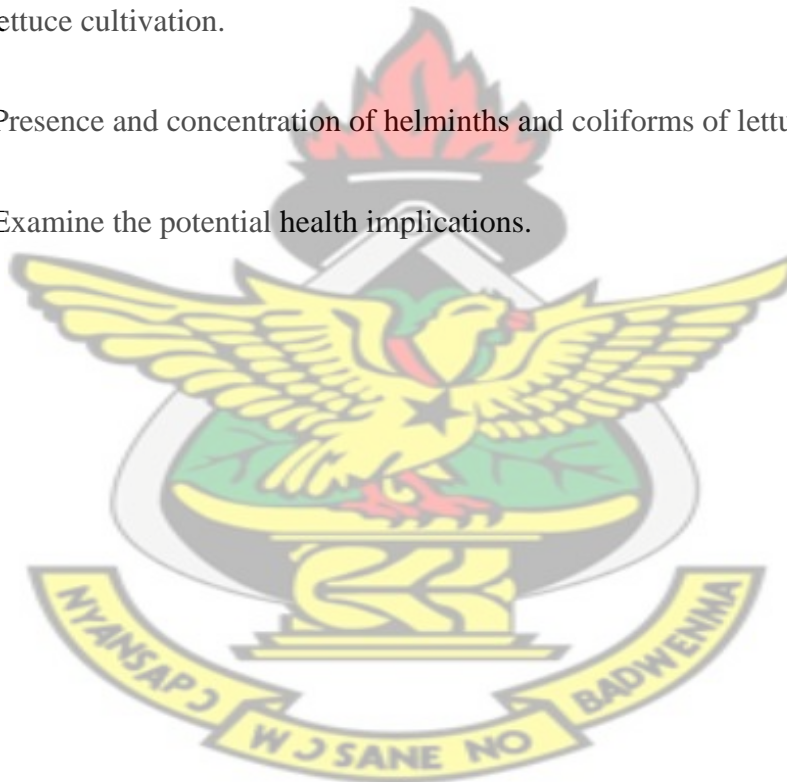 ettuce cultivation.
Presence and concentration of helminths and coliforms of lettu
Examine the potential health implications.
NYANSAPƆ WƆSANE NO BADWENMA